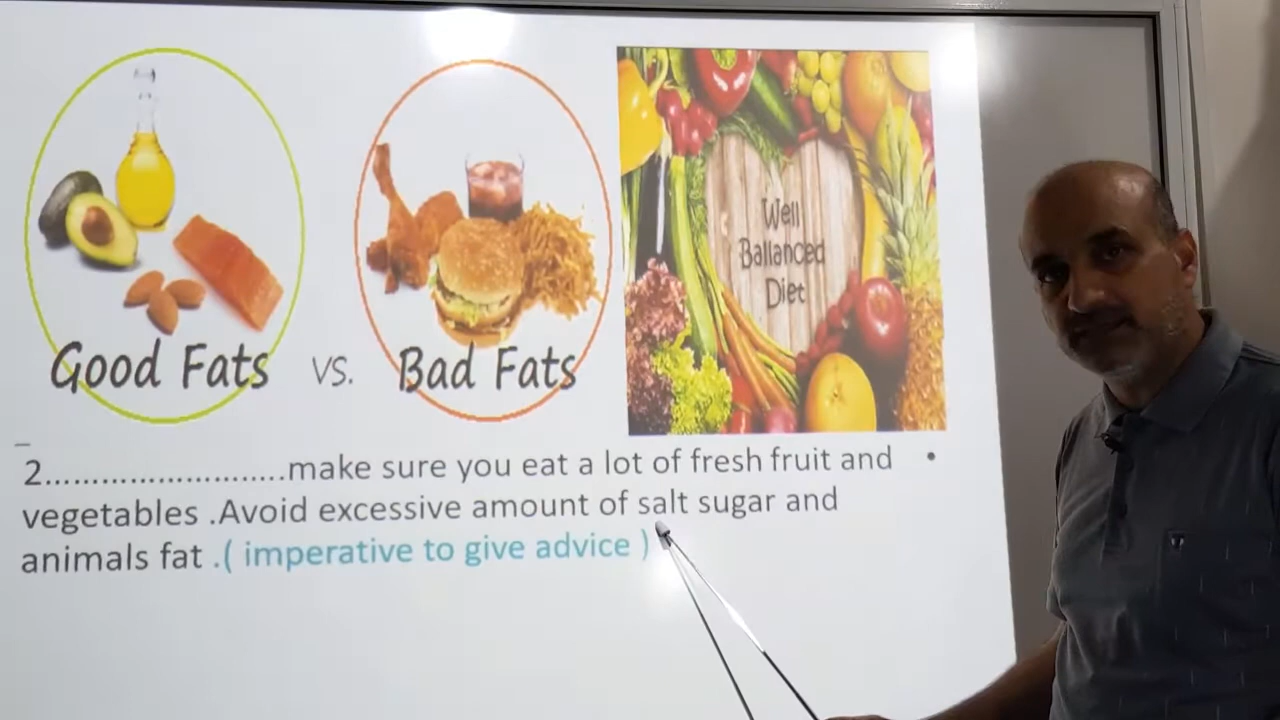 Good Fats vs. Bad Fats
Well
Ballanced
Diet
2..........................make sure you eat a lot of fresh fruit and •
vegetables .Avoid excessive amount of salt sugar and
animals fat .( imperative to give advice )